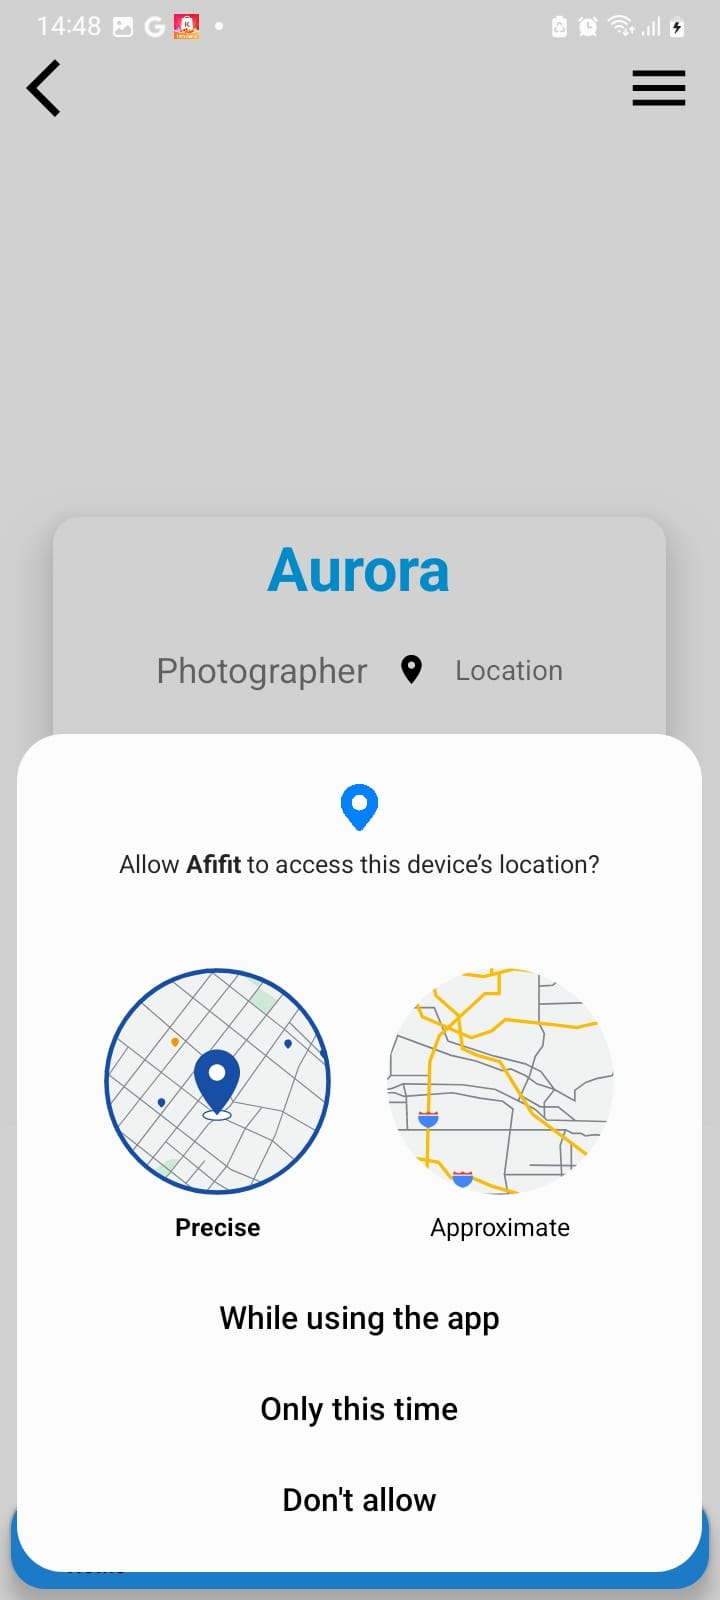 14:48
Aurora
Photographer Location
Allow Afifit to access this device's location?
Precise Approximate
While using the app
Only this time
Don't allow